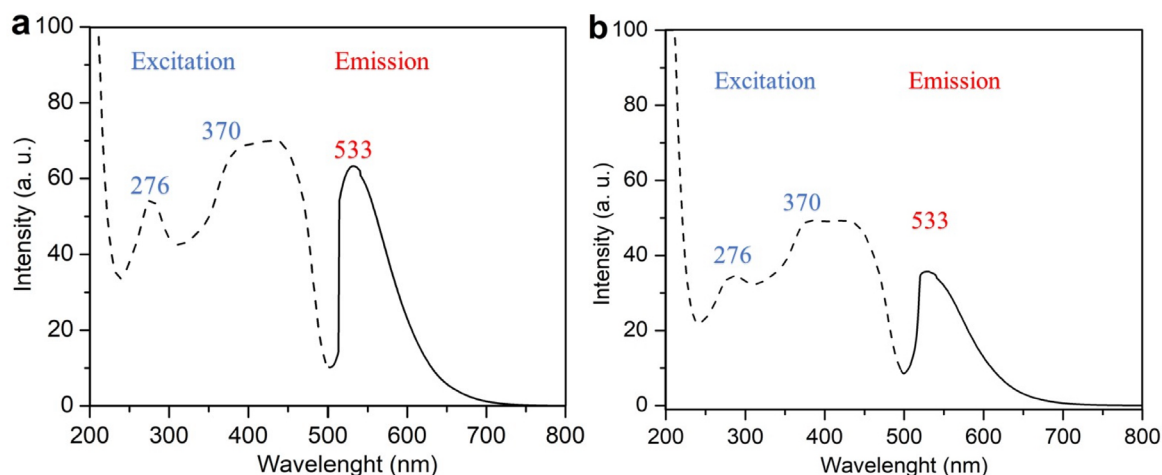 a
Excitation
Emission
276
370
533
Intensity (a. u.)
100
80
60
40
20
0
200 300 400 500 600 700 800
Wavelenght (nm)
b
Excitation
Emission
276
370
533
Intensity (a. u.)
100
80
60
40
20
0
200 300 400 500 600 700 800
Wavelenght (nm)